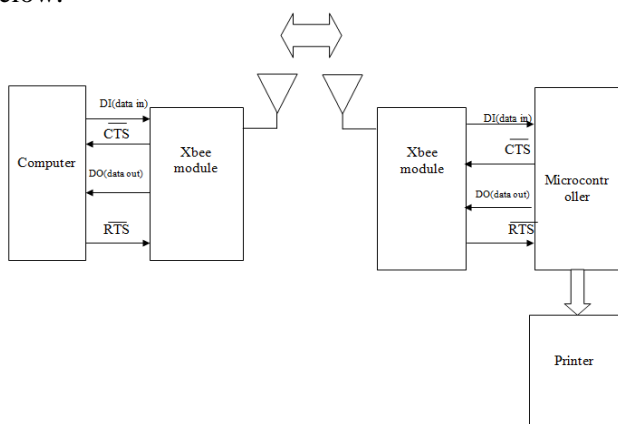 DI(data in)
CTS
Computer
DO(data out)
RTS
Xbee
module
Xbee
module
DI(data in)
CTS
DO(data out)
RTS
Microcontr
oller
Printer